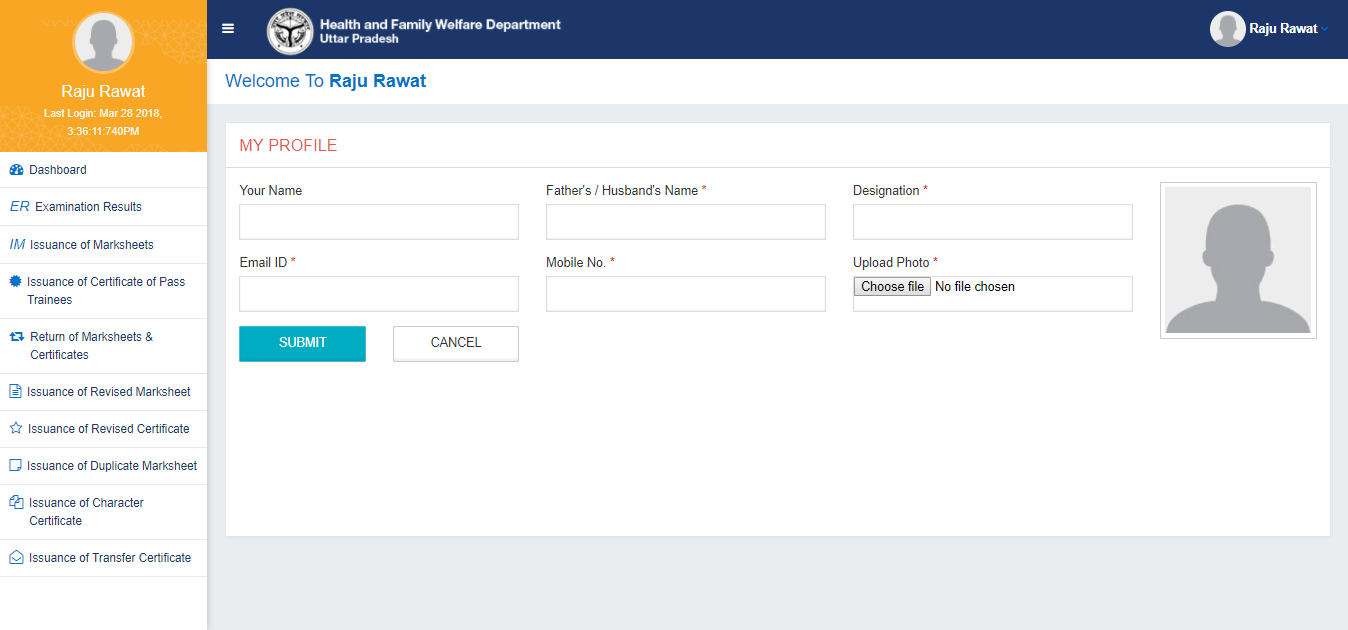 Raju Rawat
Last Login: Mar 28 2018,
3:36:11:740PM
Dashboard
ER Examination Results
IM Issuance of Marksheets
Issuance of Certificate of Pass
Trainees
Return of Marksheets &
Certificates
Issuance of Revised Marksheet
Issuance of Revised Certificate
Issuance of Duplicate Marksheet
Issuance of Character
Certificate
Issuance of Transfer Certificate
Health and Family Welfare Department
Uttar Pradesh
Raju Rawat
Welcome To Raju Rawat
MY PROFILE
Your Name
Father's / Husband's Name *
Designation *
Email ID *
Mobile No. *
Upload Photo *
Choose file No file chosen
SUBMIT
CANCEL